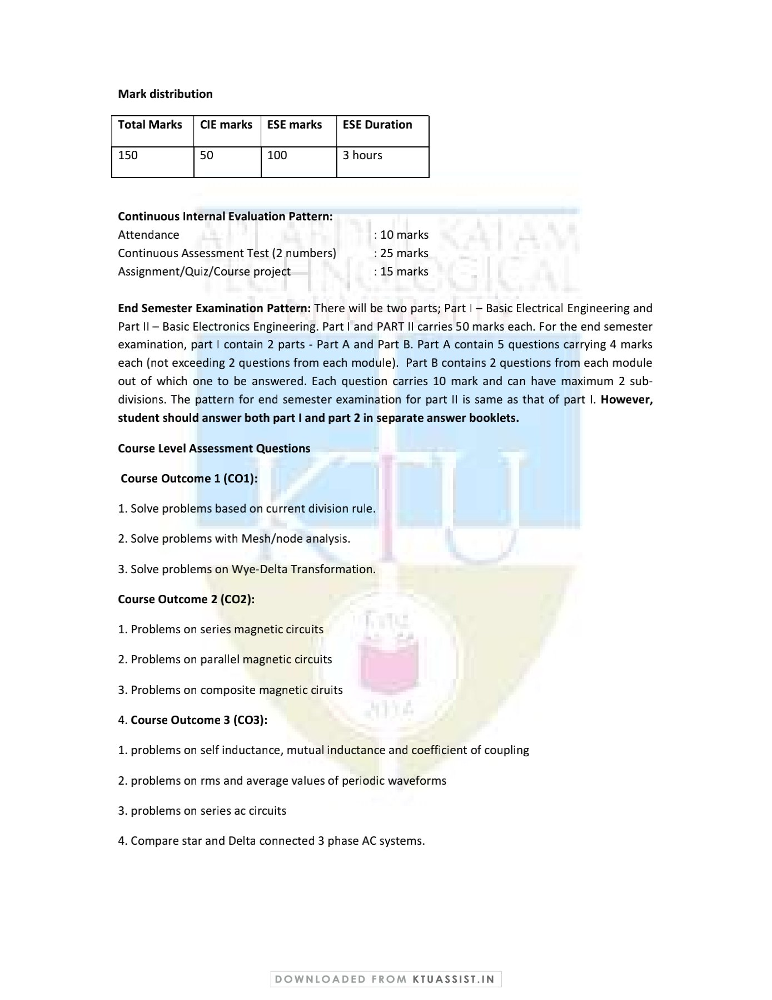 Mark distribution
Total Marks CIE marks ESE marks ESE Duration
150 50 100 3 hours
Continuous Internal Evaluation Pattern:
Attendance : 10 marks
Continuous Assessment Test (2 numbers) : 25 marks
Assignment/Quiz/Course project : 15 marks
APJ ABDUL KALAM
TECHNOLOGICAL
UNIVERSITY
End Semester Examination Pattern: There will be two parts; Part I – Basic Electrical Engineering and
Part II – Basic Electronics Engineering. Part I and PART II carries 50 marks each. For the end semester
examination, part I contain 2 parts - Part A and Part B. Part A contain 5 questions carrying 4 marks
each (not exceeding 2 questions from each module).  Part B contains 2 questions from each module
out of which one to be answered. Each question carries 10 mark and can have maximum 2 sub-
divisions. The pattern for end semester examination for part II is same as that of part I. However,
student should answer both part I and part 2 in separate answer booklets.
Course Level Assessment Questions
KTU
Course Outcome 1 (CO1):
1. Solve problems based on current division rule.
2. Solve problems with Mesh/node analysis.
3. Solve problems on Wye-Delta Transformation.
Course Outcome 2 (CO2):
1. Problems on series magnetic circuits
Estd.
2. Problems on parallel magnetic circuits
3. Problems on composite magnetic ciruits
2014
4. Course Outcome 3 (CO3):
1. problems on self inductance, mutual inductance and coefficient of coupling
2. problems on rms and average values of periodic waveforms
3. problems on series ac circuits
4. Compare star and Delta connected 3 phase AC systems.
DOWNLOADED FROM KTUASSIST.IN